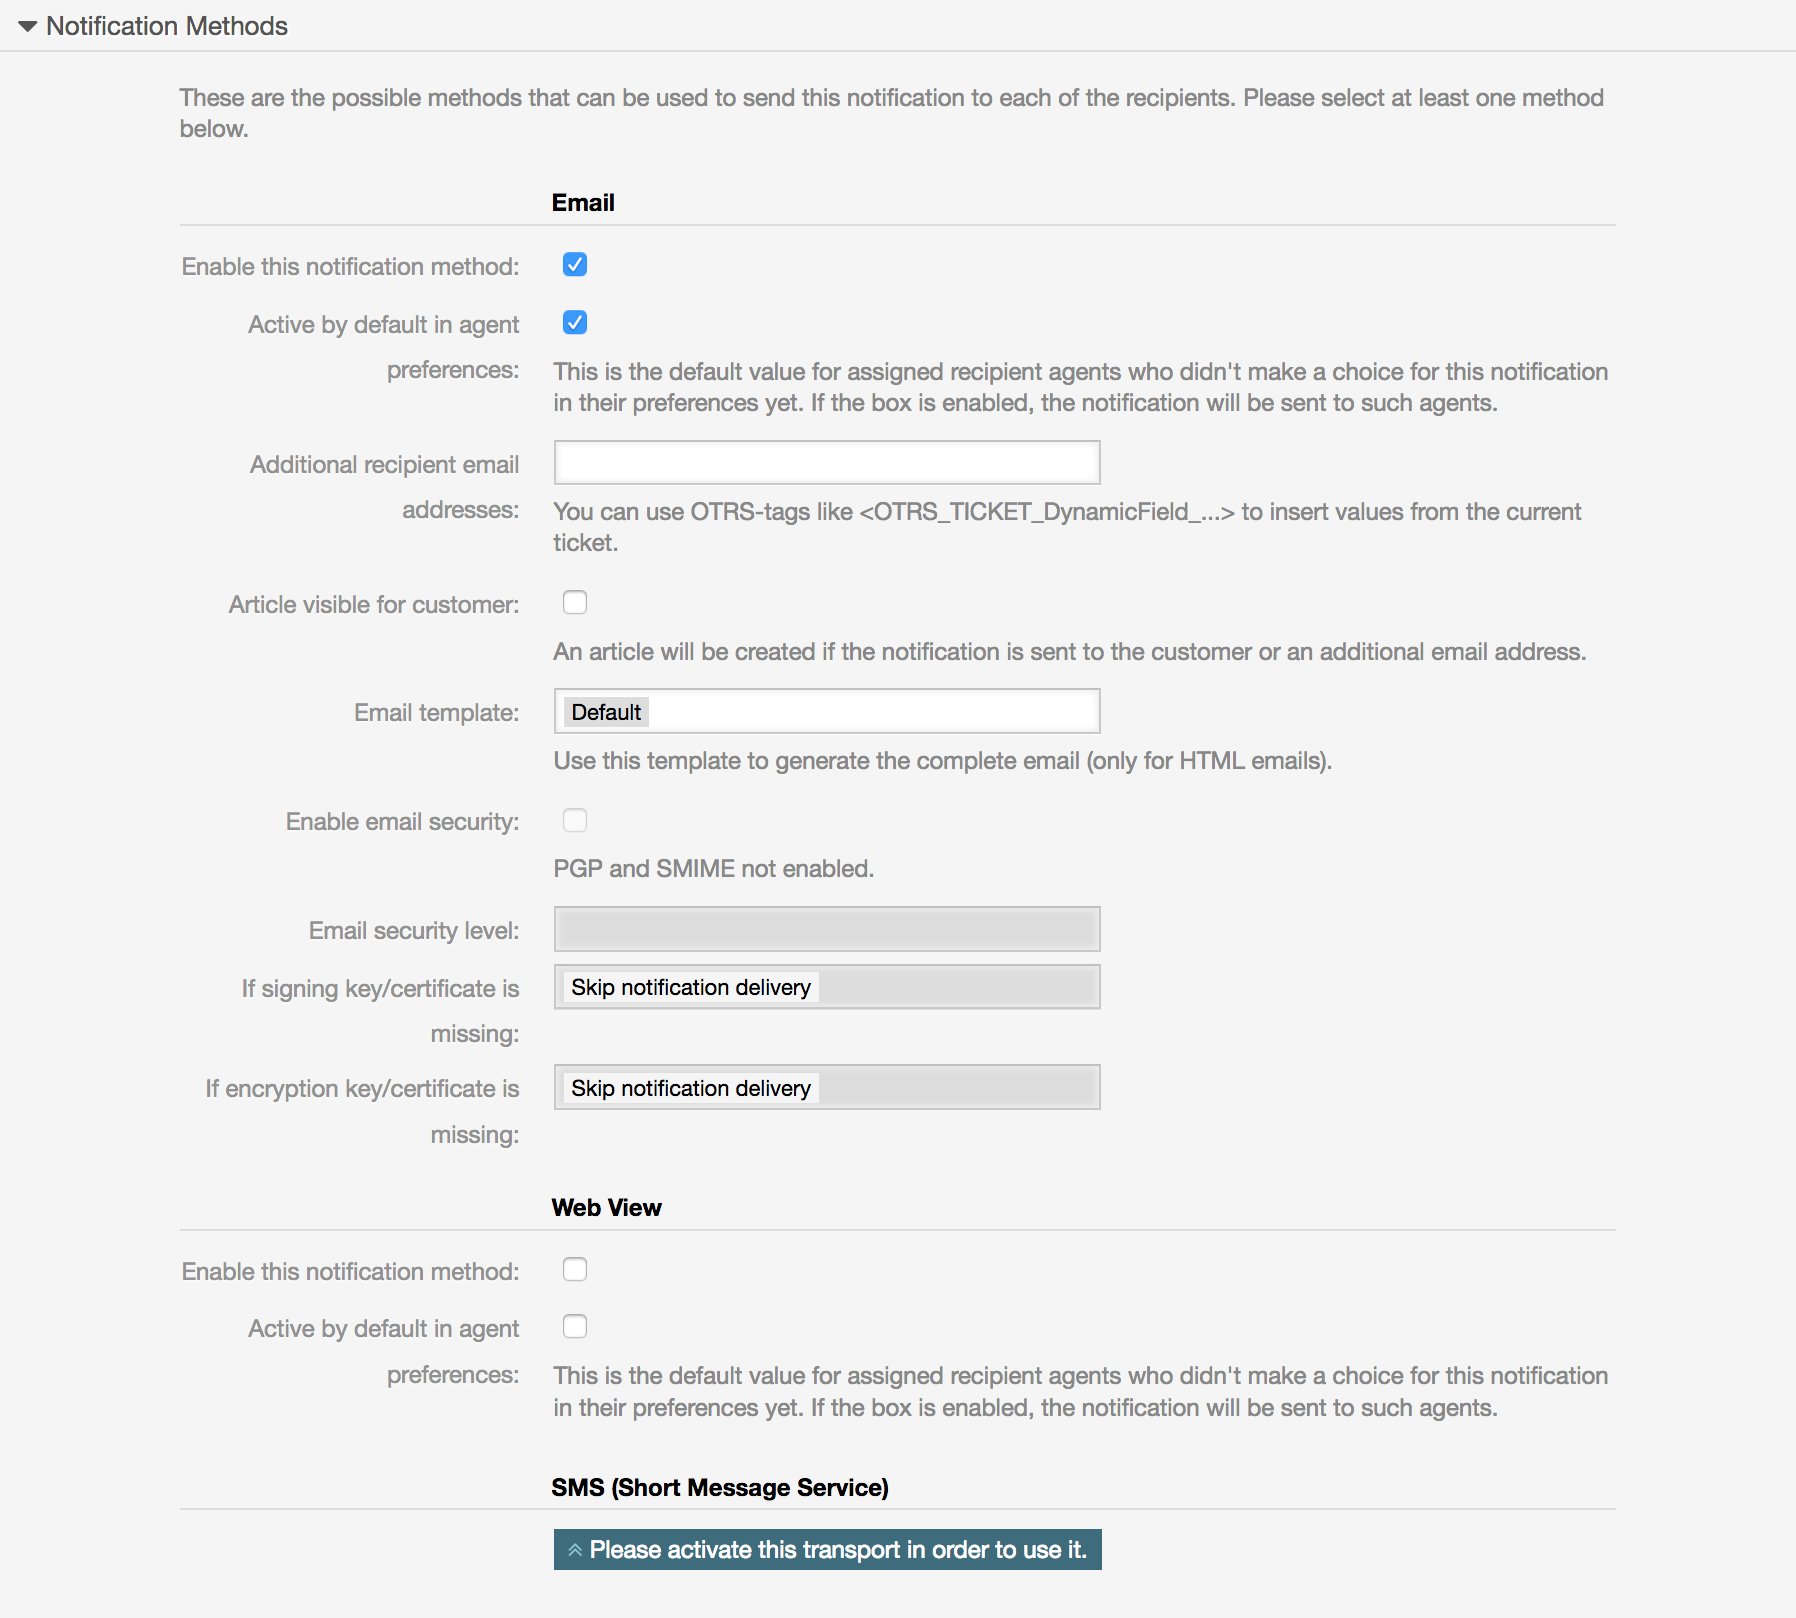 Notification Methods
These are the possible methods that can be used to send this notification to each of the recipients. Please select at least one method
below.
Email
Enable this notification method:
Active by default in agent
preferences:
This is the default value for assigned recipient agents who didn't make a choice for this notification
in their preferences yet. If the box is enabled, the notification will be sent to such agents.
Additional recipient email
addresses:
You can use OTRS-tags like <OTRS_TICKET_DynamicField_...> to insert values from the current
ticket.
Article visible for customer:
An article will be created if the notification is sent to the customer or an additional email address.
Email template:
Default
Use this template to generate the complete email (only for HTML emails).
Enable email security:
PGP and SMIME not enabled.
Email security level:
If signing key/certificate is
missing:
Skip notification delivery
If encryption key/certificate is
missing:
Skip notification delivery
Web View
Enable this notification method:
Active by default in agent
preferences:
This is the default value for assigned recipient agents who didn't make a choice for this notification
in their preferences yet. If the box is enabled, the notification will be sent to such agents.
SMS (Short Message Service)
Please activate this transport in order to use it.